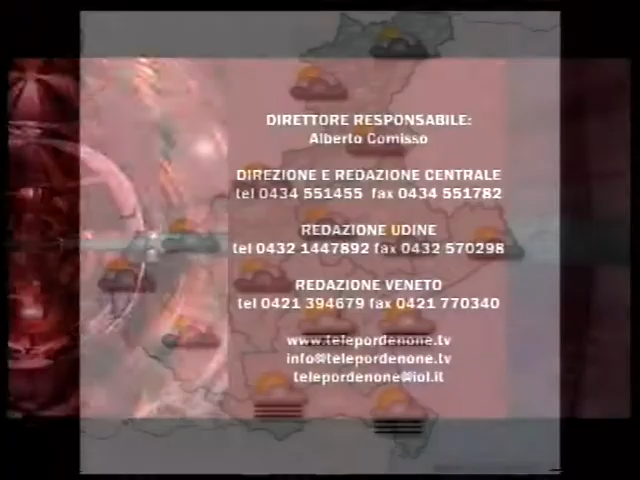 DIRETTORE RESPONSABILE:
Alberto Comisso
DIREZIONE E REDAZIONE CENTRALE
tel 0434 551455 fax 0434 551782
REDAZIONE UDINE
tel 0432 1447892 fax 0432 570298
REDAZIONE VENETO
tel 0421 394679 fax 0421 770340
www.telepordenone.tv
info@telepordenone.tv
telepordenone@iol.it